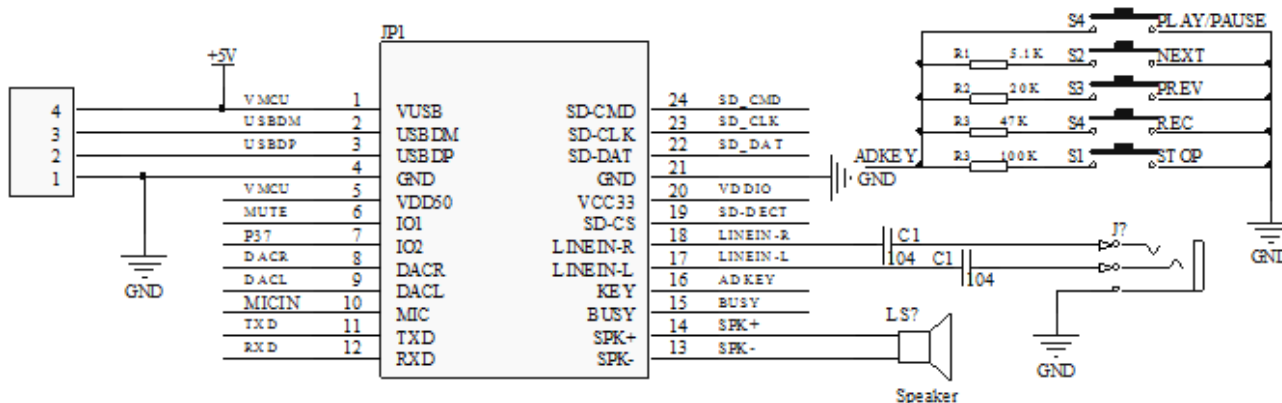 JP1
+5V
4
3
2
1
VMCU 1 VUSB
USBDM 2 USBDM
USBDP 3 USBDP
4 GND
VMCU 5 VDD50
MUTE 6 IO1
P37 7 IO2
DACR 8 DACR
DACL 9 DACL
MICIN 10 MIC
TXD 11 TXD
RXD 12 RXD
GND
SD-CMD 24 SD_CMD
SD-CLK 23 SD_CLK
SD-DAT 22 SD_DAT
GND 21 GND
VCC33 20 VDDIO
SD-CS 19 SD-DECT
LINEIN-R 18 LINEIN-R
LINEIN-L 17 LINEIN-L
KEY 16 ADKEY
BUSY 15 BUSY
SPK+ 14 SPK+
SPK- 13 SPK-
S4 PLAY/PAUSE
R1 5.1K S2 NEXT
R2 20K S3 PREV
R3 47K S4 REC
ADKEY R3 100K S1 STOP
GND
C1
104
C1
104
J?
GND
LS?
Speaker